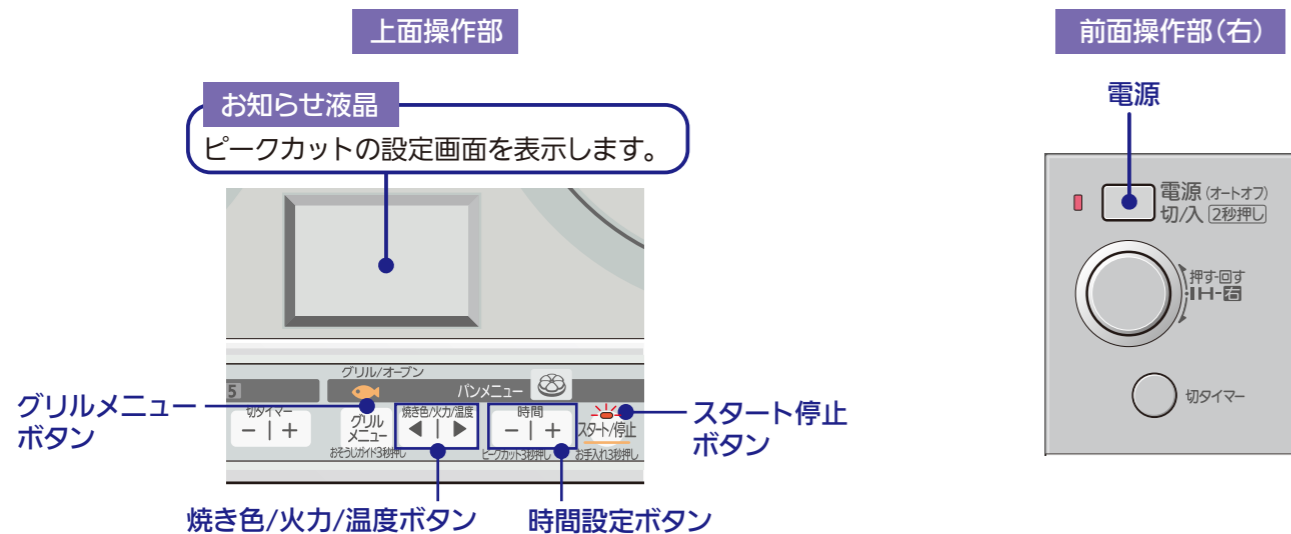 上面操作部
前面操作部(右)
お知らせ液晶
ピークカットの設定画面を表示します。
電源
電源(オートオフ)
切/入 2秒押し
押す-回す
IH-右
切タイマー
グリル/オーブン
5
パンメニュー
切タイマー
- | +
グリル
メニュー
焼き色/火力/温度
◀ | ▶
時間
- | +
スタート/停止
おそうじガイド3秒押し
ピークカット3秒押し
お手入れ3秒押し
グリルメニュー
ボタン
スタート停止
ボタン
焼き色/火力/温度ボタン
時間設定ボタン